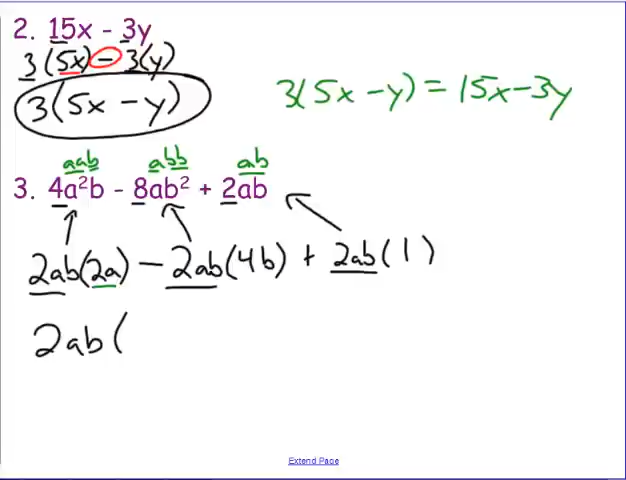 2. 15x - 3y
3(5x) - 3(y)
3(5x - y)
3(5x - y) = 15x - 3y
aab abb ab
3. 4a²b - 8ab² + 2ab
2ab(2a) - 2ab(4b) + 2ab(1)
2ab(
Extend Page